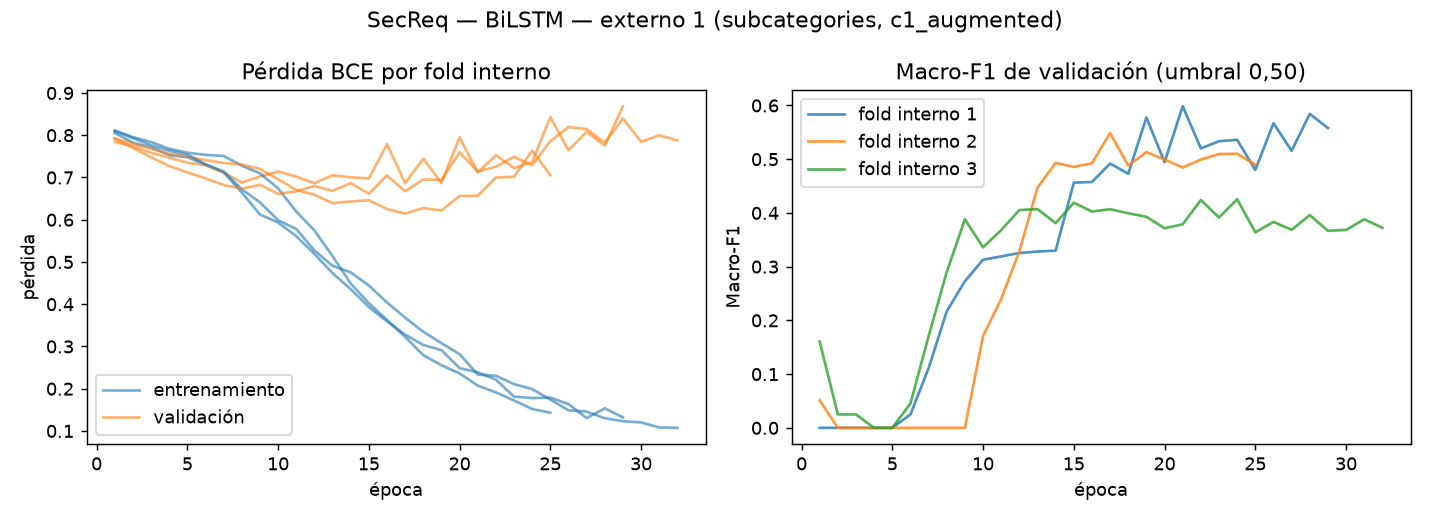 SecReq — BiLSTM — externo 1 (subcategories, c1_augmented)
Pérdida BCE por fold interno
pérdida
0.9
0.8
0.7
0.6
0.5
0.4
0.3
0.2
0.1
entrenamiento
validación
0
5
10
15
20
25
30
época
Macro-F1 de validación (umbral 0,50)
Macro-F1
0.6
0.5
0.4
0.3
0.2
0.1
0.0
fold interno 1
fold interno 2
fold interno 3
0
5
10
15
20
25
30
época